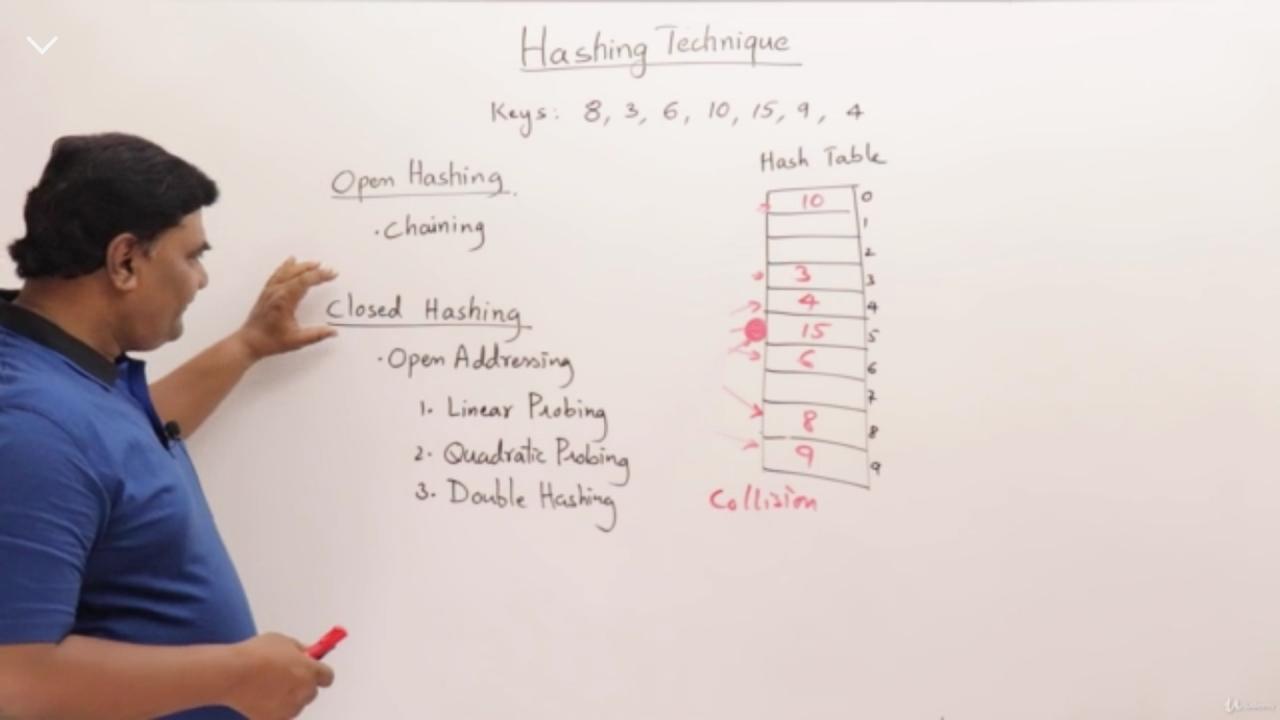 Hashing Technique
Keys: 8, 3, 6, 10, 15, 9, 4
Open Hashing
· Chaining
Closed Hashing
· Open Addressing
1. Linear Probing
2. Quadratic Probing
3. Double Hashing
Hash Table
10 0
1
2
3 3
4 4
15 5
6 6
7
8 8
9 9
Collision